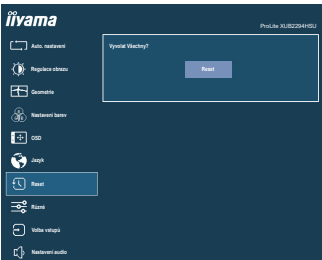 iiyama
ProLite XUB2294HSU
Auto. nastavení
Vyvolat Všechny?
Reset
Regulace obrazu
Geometrie
Nastavení barev
OSD
Jazyk
Reset
Různé
Volba vstupů
Nastavení audio